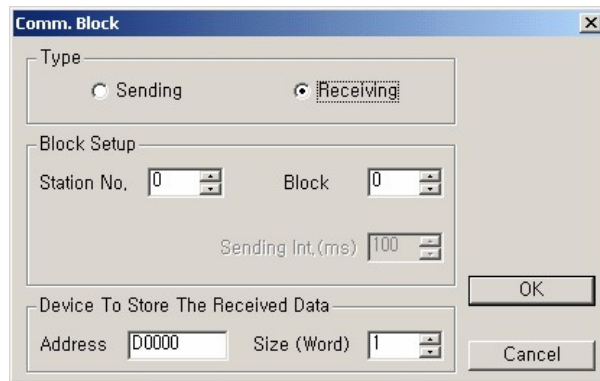 Comm. Block
Type
Sending Receiving
Block Setup
Station No. 0 Block 0
Sending Int.(ms) 100
Device To Store The Received Data
Address D0000 Size (Word) 1
OK
Cancel